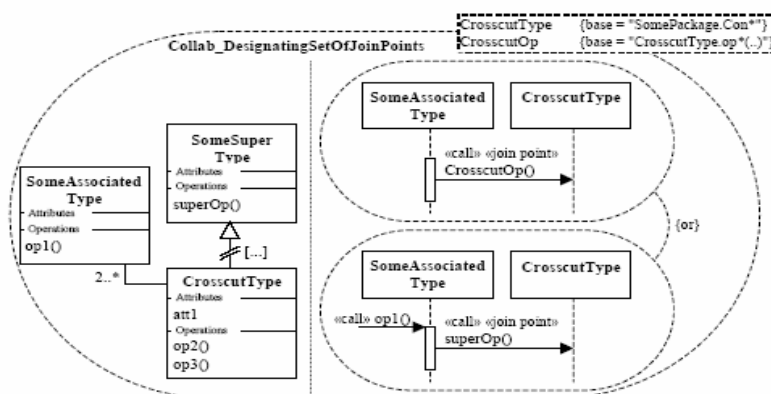 CrosscutType {base = "SomePackage.Con*"}
CrosscutOp {base = "CrosscutType.op*(..)"}
Collab_DesignatingSetOfJoinPoints
SomeAssociated
Type
Attributes
Operations
op1()
2..*
SomeSuper
Type
Attributes
Operations
superOp()
[...]
CrosscutType
Attributes
att1
Operations
op2()
op3()
SomeAssociated
Type
CrosscutType
«call» «join point»
CrosscutOp()
{or}
SomeAssociated
Type
CrosscutType
«call» op1()
«call» «join point»
superOp()